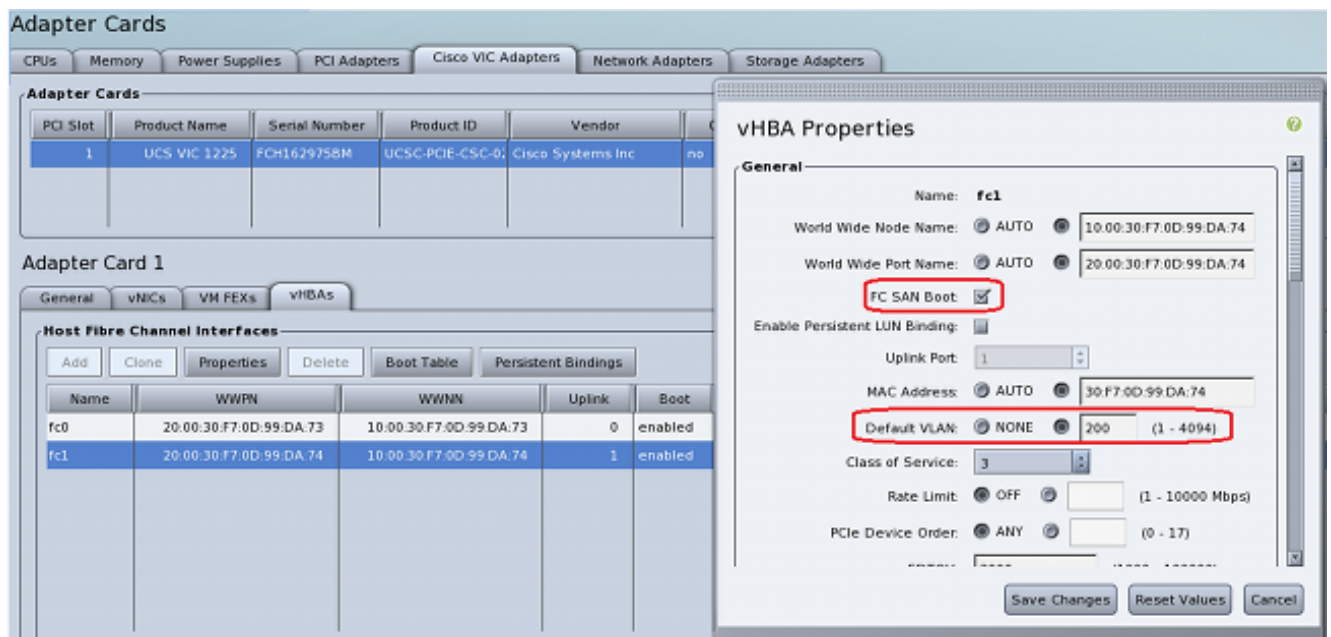 Adapter Cards
CPUs Memory Power Supplies PCI Adapters Cisco VIC Adapters Network Adapters Storage Adapters
Adapter Cards
PCI Slot Product Name Serial Number Product ID Vendor
1 UCS VIC 1225 FCH1629758M UCSC-PCIE-CSC-02 Cisco Systems Inc no
Adapter Card 1
General vNICs VM FEXs vHBAs
Host Fibre Channel Interfaces
Add Clone Properties Delete Boot Table Persistent Bindings
Name WWPN WWNN Uplink Boot
fc0 20:00:30:F7:0D:99:DA:73 10:00:30:F7:0D:99:DA:73 0 enabled
fc1 20:00:30:F7:0D:99:DA:74 10:00:30:F7:0D:99:DA:74 1 enabled
vHBA Properties
General
Name: fc1
World Wide Node Name: AUTO 10:00:30:F7:0D:99:DA:74
World Wide Port Name: AUTO 20:00:30:F7:0D:99:DA:74
FC SAN Boot:
Enable Persistent LUN Binding:
Uplink Port: 1
MAC Address: AUTO 30:F7:0D:99:DA:74
Default VLAN: NONE 200 (1 - 4094)
Class of Service: 3
Rate Limit: OFF (1 - 10000 Mbps)
PCIe Device Order: ANY (0 - 17)
Save Changes Reset Values Cancel